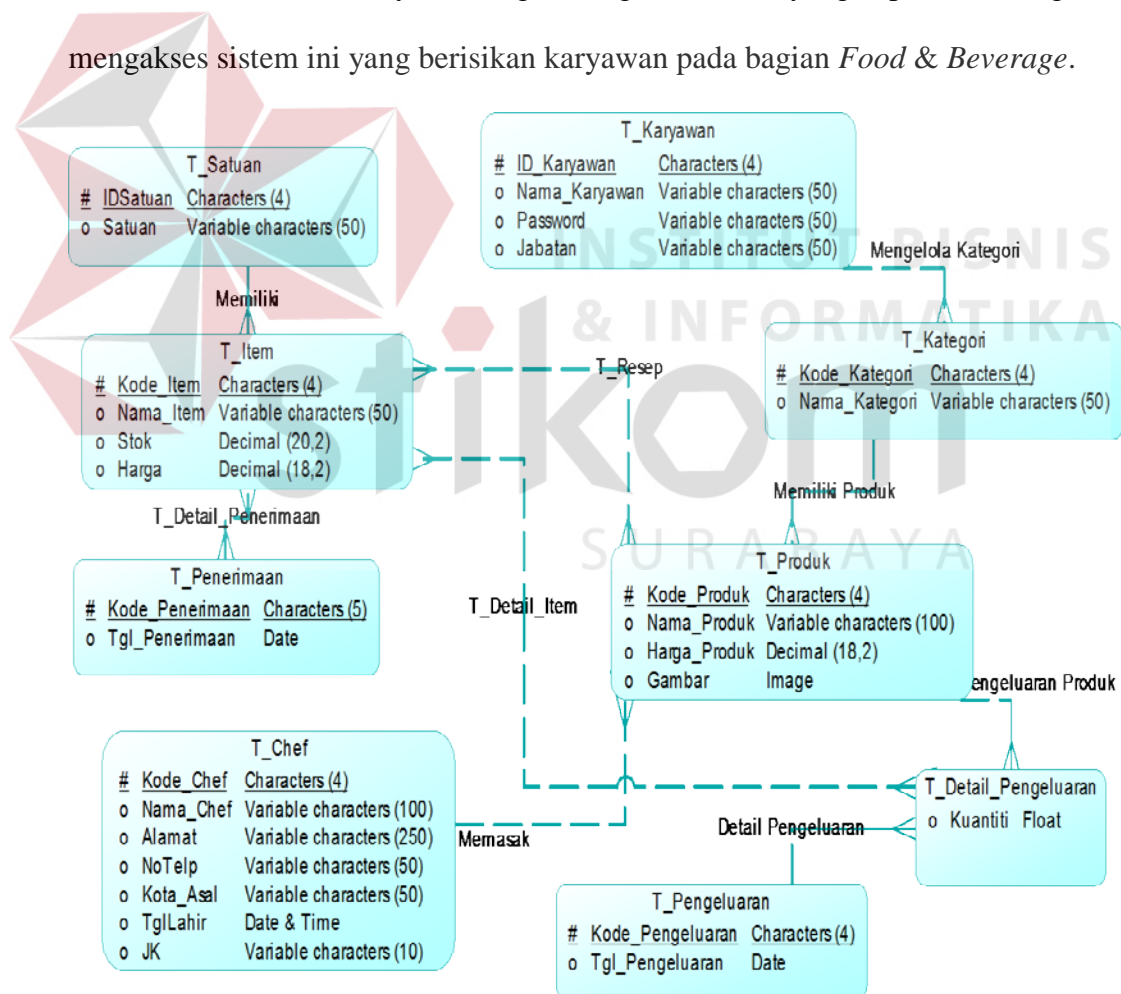 mengakses sistem ini yang berisikan karyawan pada bagian Food & Beverage.
T_Satuan
# IDSatuan Characters (4)
o Satuan Variable characters (50)
T_Karyawan
# ID_Karyawan Characters (4)
o Nama_Karyawan Variable characters (50)
o Password Variable characters (50)
o Jabatan Variable characters (50)
INSTITUT BISNIS
& INFORMATIKA
stikom
SURABAYA
Mengelola Kategori
Memiliki
T_Item
# Kode_Item Characters (4)
o Nama_Item Variable characters (50)
o Stok Decimal (20,2)
o Harga Decimal (18,2)
T_Resep
T_Kategori
# Kode_Kategori Characters (4)
o Nama_Kategori Variable characters (50)
Memiliki Produk
T_Detail_Penerimaan
T_Penerimaan
# Kode_Penerimaan Characters (5)
o Tgl_Penerimaan Date
T_Detail_Item
T_Produk
# Kode_Produk Characters (4)
o Nama_Produk Variable characters (100)
o Harga_Produk Decimal (18,2)
o Gambar Image
engeluaran Produk
T_Chef
# Kode_Chef Characters (4)
o Nama_Chef Variable characters (100)
o Alamat Variable characters (250)
o NoTelp Variable characters (50)
o Kota_Asal Variable characters (50)
o TglLahir Date & Time
o JK Variable characters (10)
Memasak
Detail Pengeluaran
T_Detail_Pengeluaran
o Kuantiti Float
T_Pengeluaran
# Kode_Pengeluaran Characters (4)
o Tgl_Pengeluaran Date